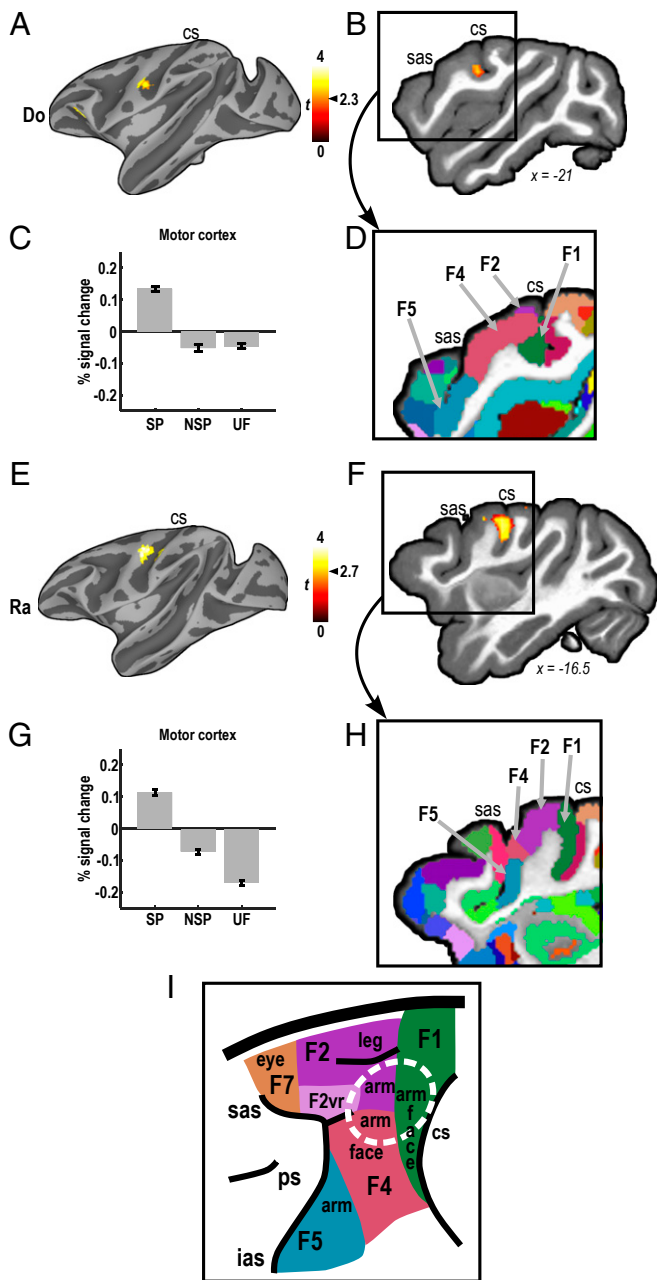 A
cs
Do
4
t
2.3
0
B
sas
cs
x = -21
C
Motor cortex
% signal change
0.2
0.1
0
-0.1
-0.2
SP NSP UF
D
F1
F2
cs
F4
F5
sas
E
cs
Ra
4
t
2.7
0
F
sas
cs
x = -16.5
G
Motor cortex
% signal change
0.2
0.1
0
-0.1
-0.2
SP NSP UF
H
F2 F1
F4
cs
sas
F5
I
leg
F1
F2
eye
F7
arm
F2vr
arm
sas
arm
face
cs
face
ps
F4
arm
F5
ias